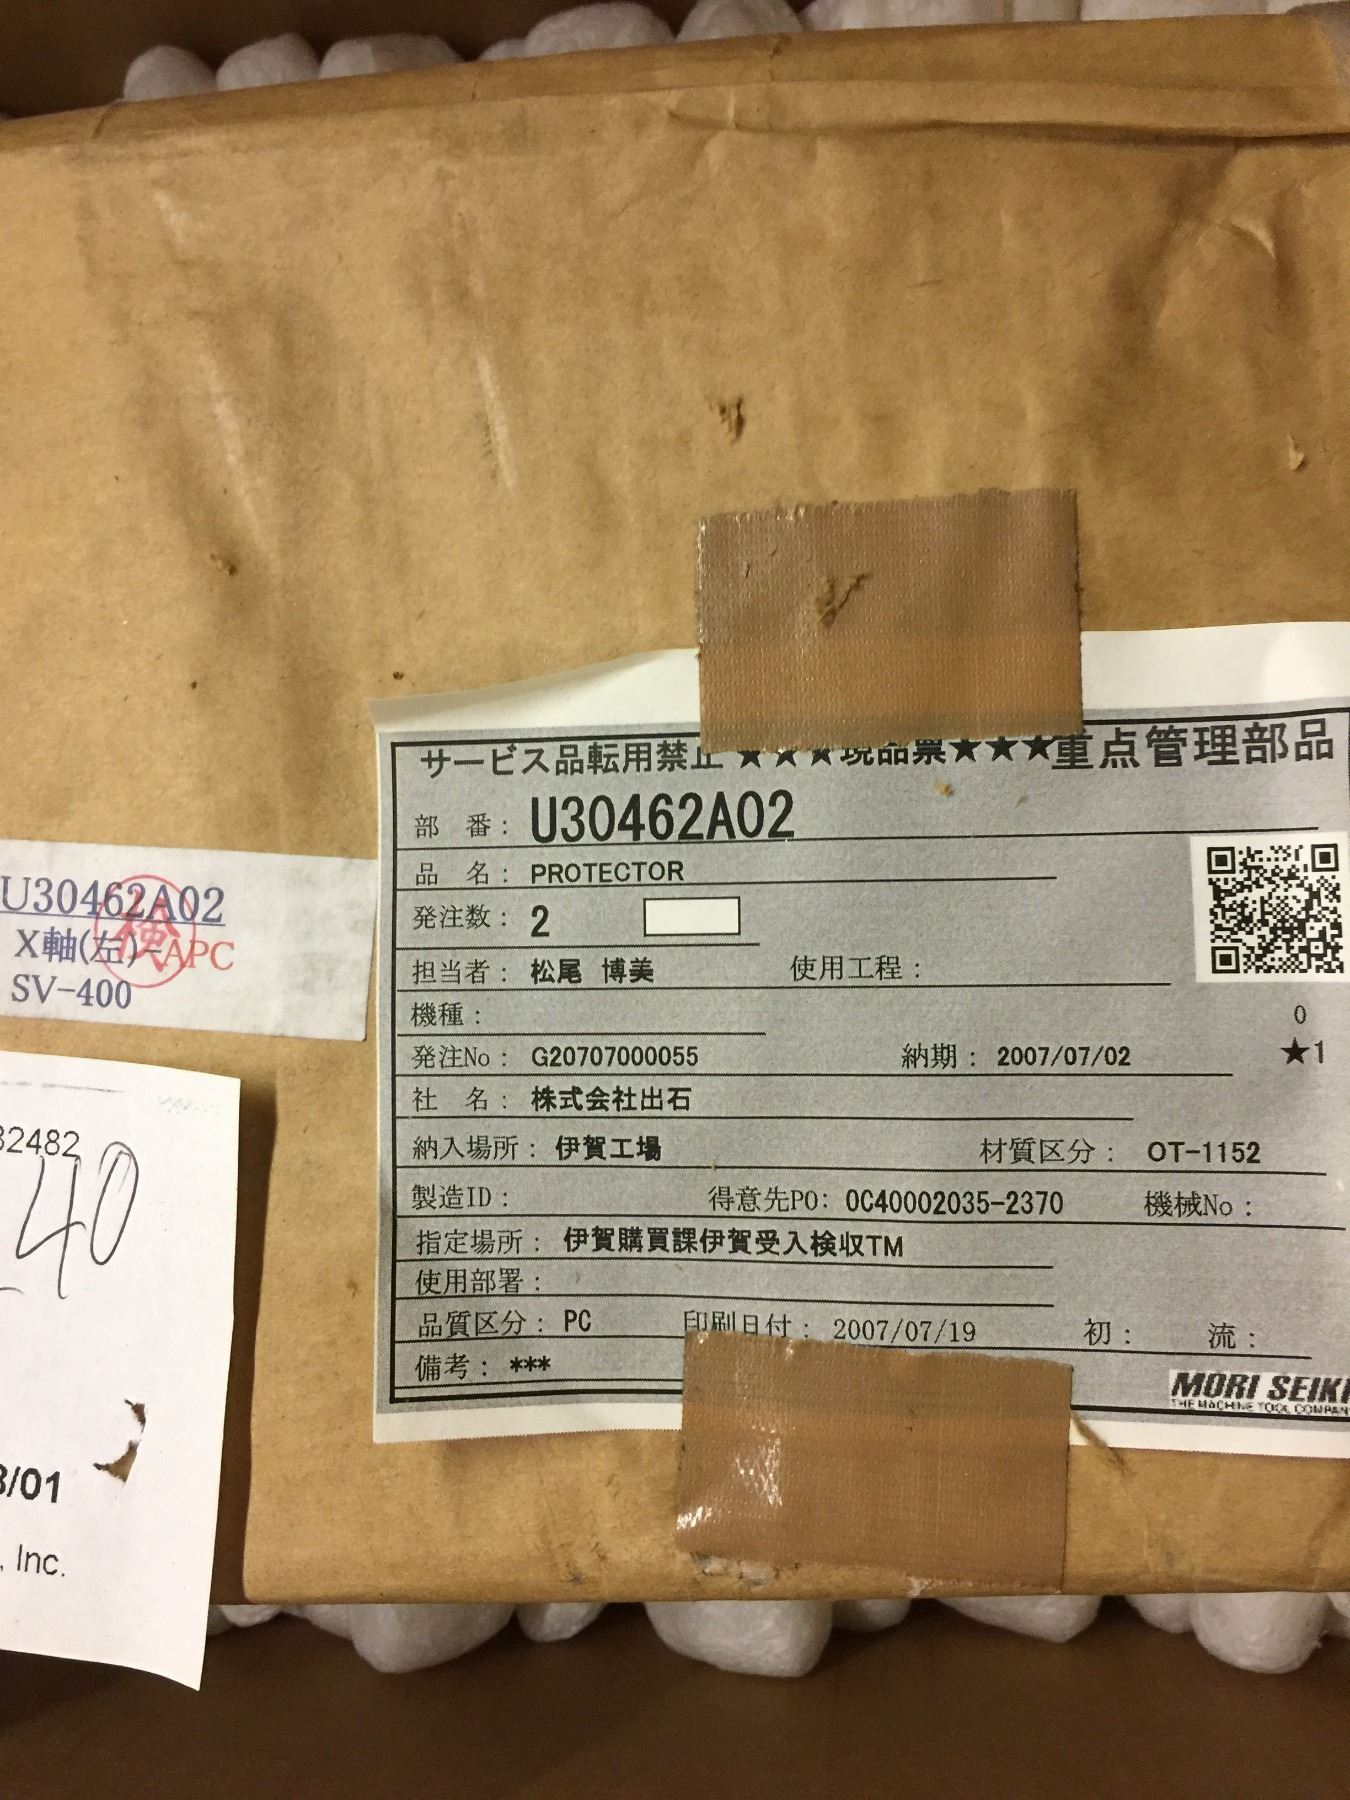 サービス品転用禁止 ★★★現品票★★★重点管理部品
部 番： U30462A02
品 名： PROTECTOR
発注数： 2
担当者： 松尾 博美 使用工程：
機種：
0
発注No： G20707000055 納期： 2007/07/02 ★1
社 名： 株式会社出石
納入場所： 伊賀工場 材質区分： OT-1152
製造ID： 得意先PO： 0C40002035-2370 機械No：
指定場所： 伊賀購買課伊賀受入検収TM
使用部署：
品質区分： PC 印刷日付： 2007/07/19 初： 流：
備考： ***
MORI SEIKI
THE MACHINE TOOL COMPANY
U30462A02
X軸(左)-APC
SV-400
検
32482
40
3/01
, Inc.